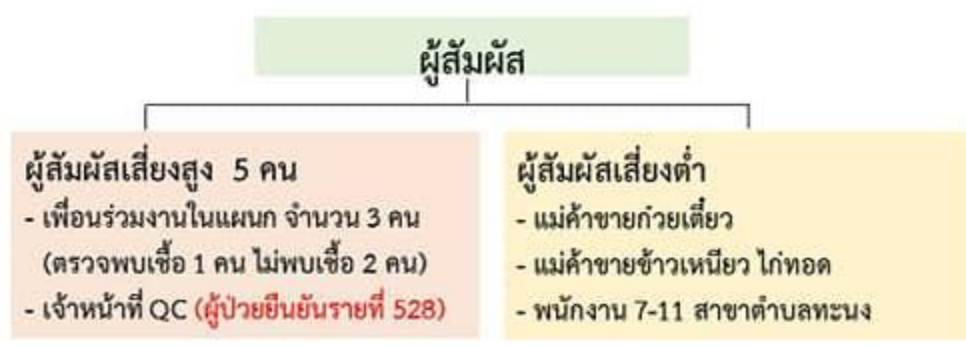 ผู้สัมผัส
ผู้สัมผัสเสี่ยงสูง 5 คน
- เพื่อนร่วมงานในแผนก จำนวน 3 คน
(ตรวจพบเชื้อ 1 คน ไม่พบเชื้อ 2 คน)
- เจ้าหน้าที่ QC (ผู้ป่วยยืนยันรายที่ 528)
ผู้สัมผัสเสี่ยงต่ำ
- แม่ค้าขายก๋วยเตี๋ยว
- แม่ค้าขายข้าวเหนียว ไก่ทอด
- พนักงาน 7-11 สาขาตำบลทะนง